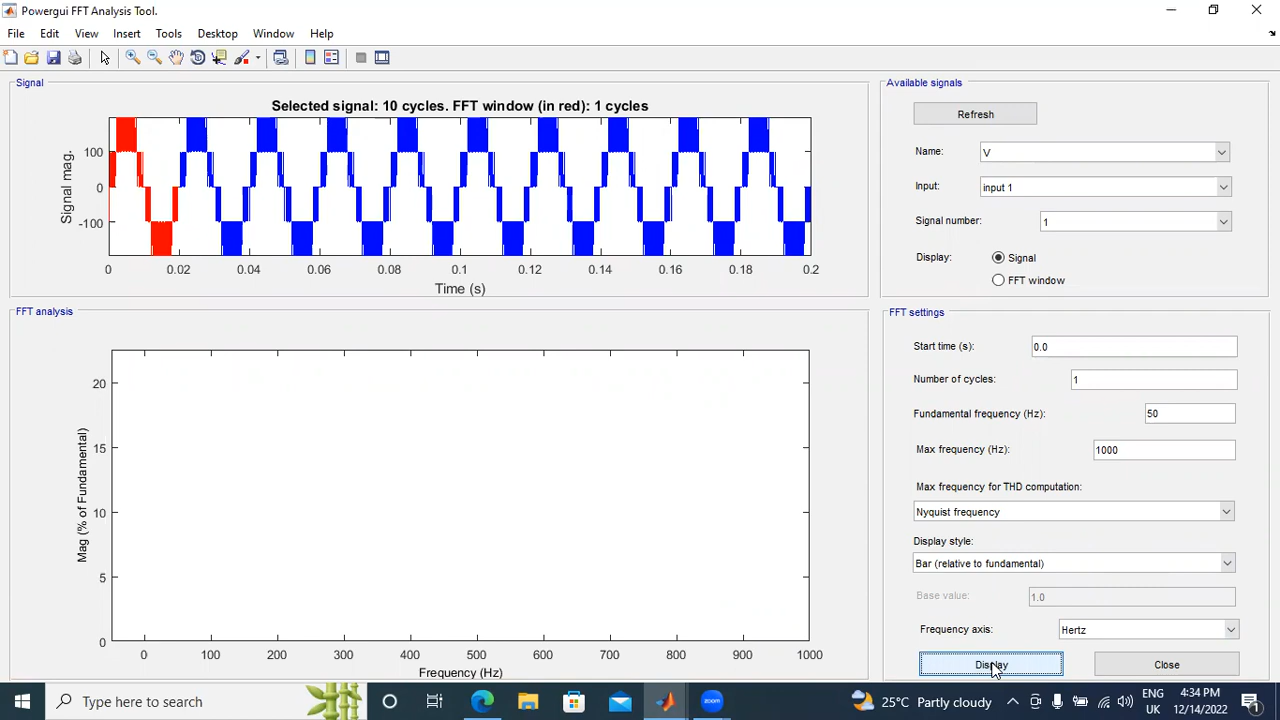 Powergui FFT Analysis Tool.
File Edit View Insert Tools Desktop Window Help
Signal
Selected signal: 10 cycles. FFT window (in red): 1 cycles
Signal mag.
100
0
-100
0 0.02 0.04 0.06 0.08 0.1 0.12 0.14 0.16 0.18 0.2
Time (s)
FFT analysis
Mag (% of Fundamental)
20
15
10
5
0
0 100 200 300 400 500 600 700 800 900 1000
Frequency (Hz)
Available signals
Refresh
Name: V
Input: input 1
Signal number: 1
Display: Signal
FFT window
FFT settings
Start time (s): 0.0
Number of cycles: 1
Fundamental frequency (Hz): 50
Max frequency (Hz): 1000
Max frequency for THD computation:
Nyquist frequency
Display style:
Bar (relative to fundamental)
Base value: 1.0
Frequency axis: Hertz
Display Close
Type here to search
zoom
25°C Partly cloudy
ENG
UK
4:34 PM
12/14/2022
1